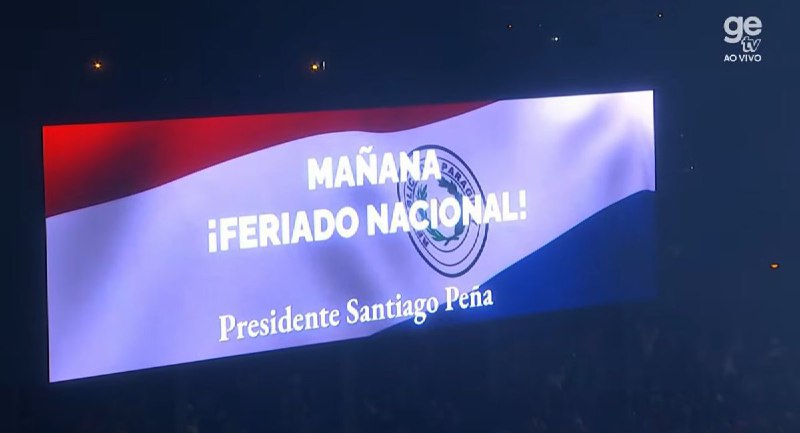 ge
tv
AO VIVO
MAÑANA
¡FERIADO NACIONAL!
Presidente Santiago Peña